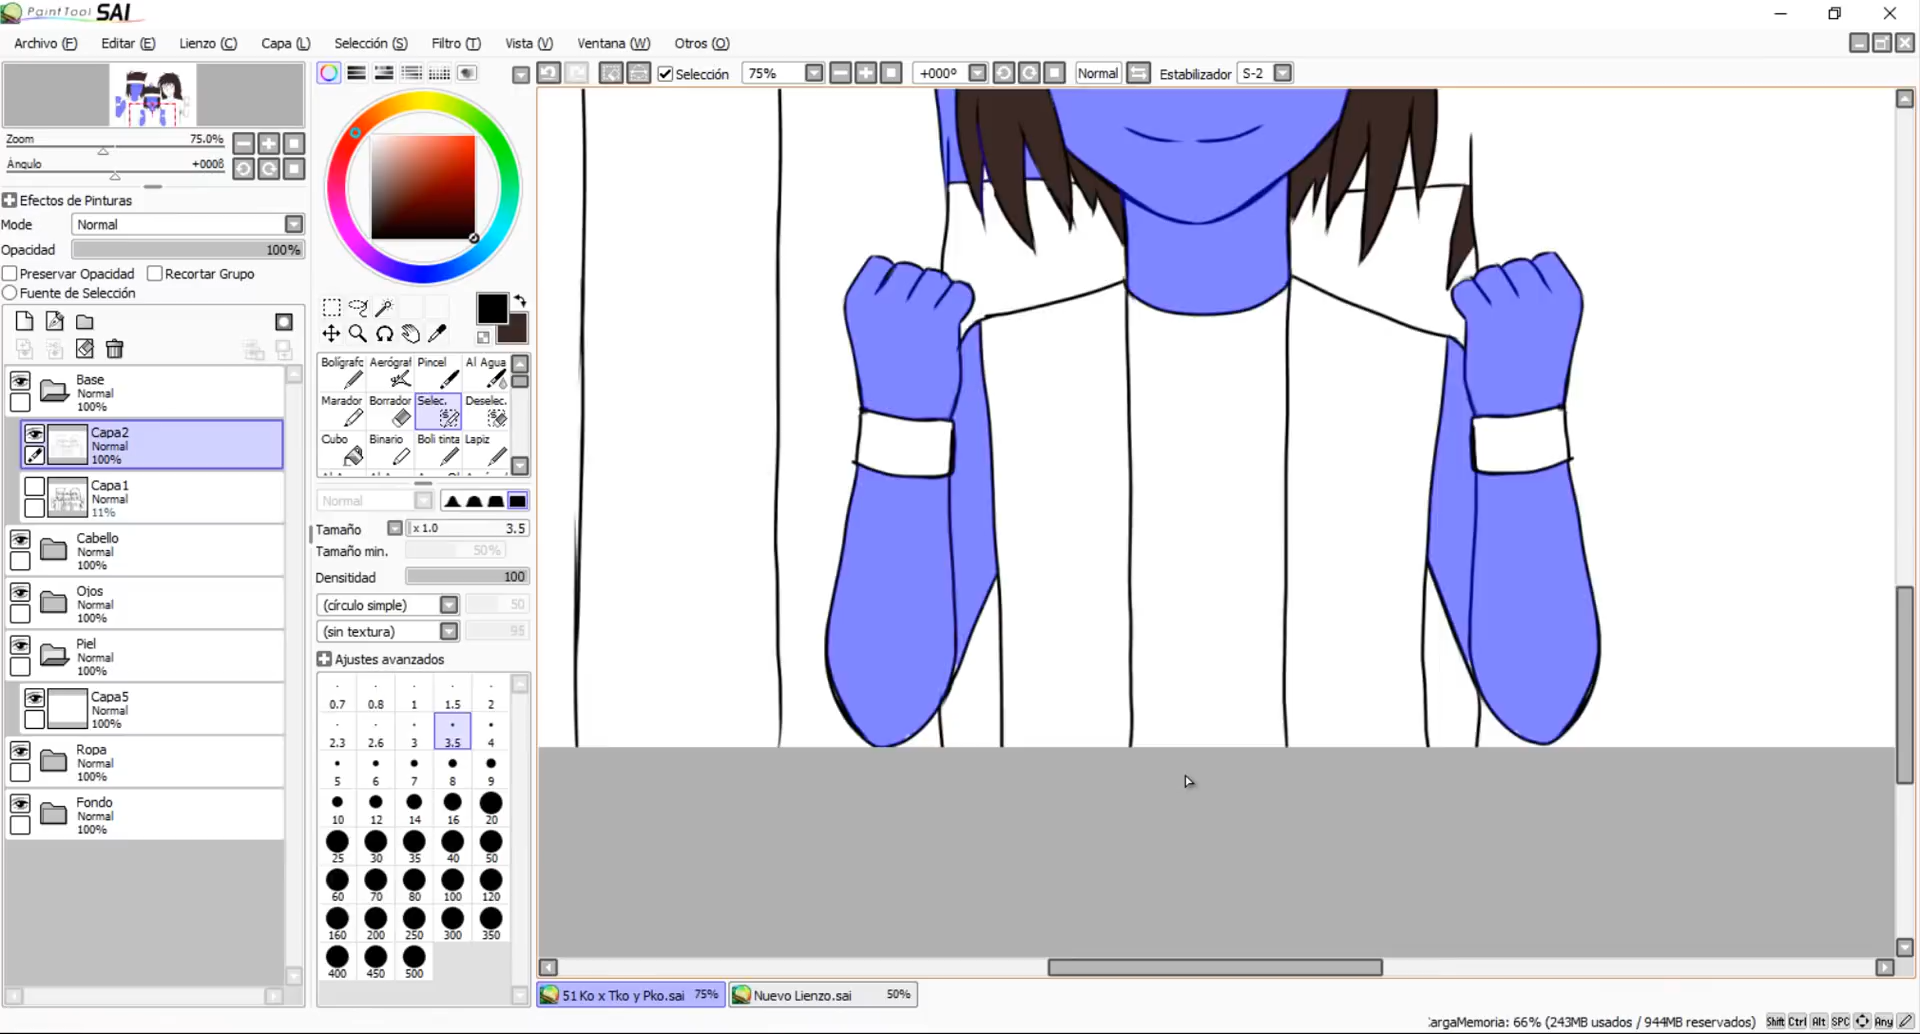 PaintTool SAI
Archivo (F) Editar (E) Lienzo (C) Capa (L) Selección (S) Filtro (T) Vista (V) Ventana (W) Otros (O)
Selección 75% +000º Normal Estabilizador S-2
Zoom 75.0%
Ángulo +000ß
Efectos de Pinturas
Mode Normal
Opacidad 100%
Preservar Opacidad Recortar Grupo
Fuente de Selección
Base
Normal
100%
Capa2
Normal
100%
Capa1
Normal
11%
Cabello
Normal
100%
Ojos
Normal
100%
Piel
Normal
100%
Capa5
Normal
100%
Ropa
Normal
100%
Fondo
Normal
100%
Bolígrafc Aerógraf Pincel Al Agua
Marador Borrador Selec. Deselec.
Cubo Binario Boli tinta Lapiz
Normal
Tamaño x 1.0 3.5
Tamaño min. 50%
Densitidad 100
(círculo simple) 50
(sin textura) 95
Ajustes avanzados
0.7 0.8 1 1.5 2
2.3 2.6 3 3.5 4
5 6 7 8 9
10 12 14 16 20
25 30 35 40 50
60 70 80 100 120
160 200 250 300 350
400 450 500
51 Ko x Tko y Pko.sai 75% Nuevo Lienzo.sai 50%
:argaMemoria: 66% (243MB usados / 944MB reservados) Shift Ctrl Alt SPC Any